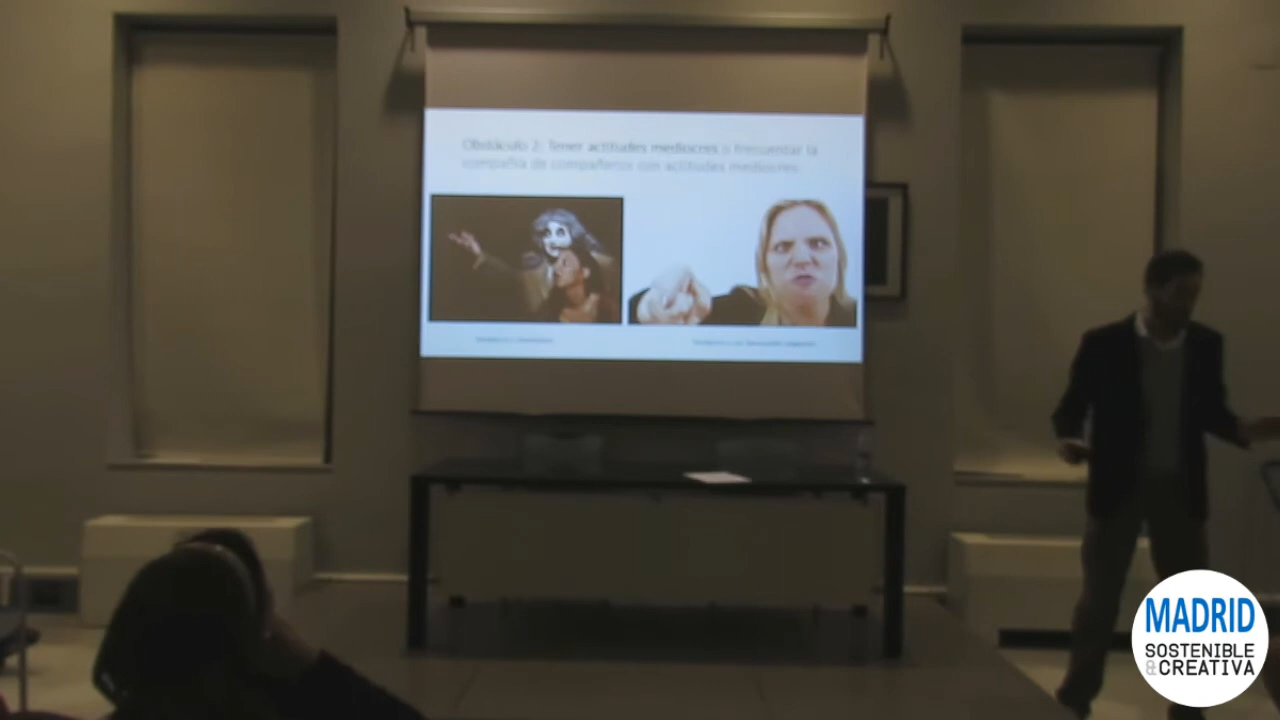 Obstáculo 2: Tener actitudes mediocres o frecuentar la
compañía de compañeros con actitudes mediocres
MADRID
SOSTENIBLE
&CREATIVA